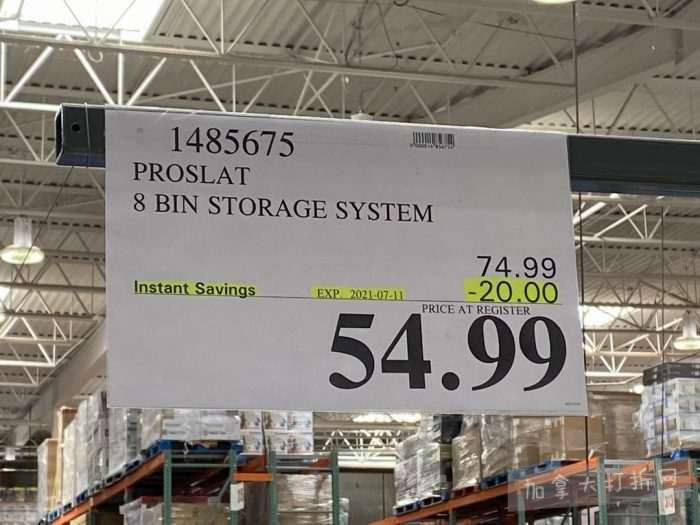 1485675
PROSLAT
8 BIN STORAGE SYSTEM
74.99
Instant Savings EXP. 2021-07-11 -20.00
PRICE AT REGISTER
54.99
加拿大打折网